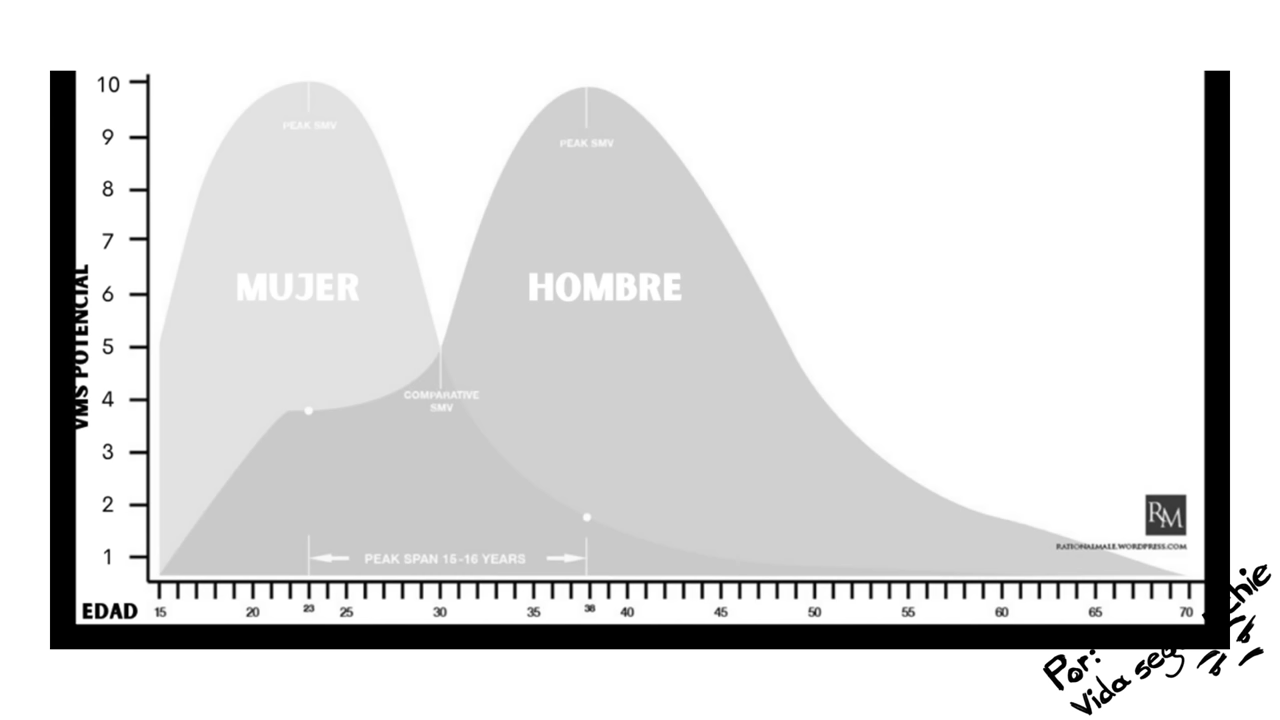 10
9
8
7
6
5
4
3
2
1
VMS POTENCIAL
PEAK SMV
PEAK SMV
MUJER
HOMBRE
COMPARATIVE
SMV
PEAK SPAN 15-16 YEARS
RM
RATIONALMALE.WORDPRESS.COM
EDAD
15 20 23 25 30 35 38 40 45 50 55 60 65 70
Por:
Vida